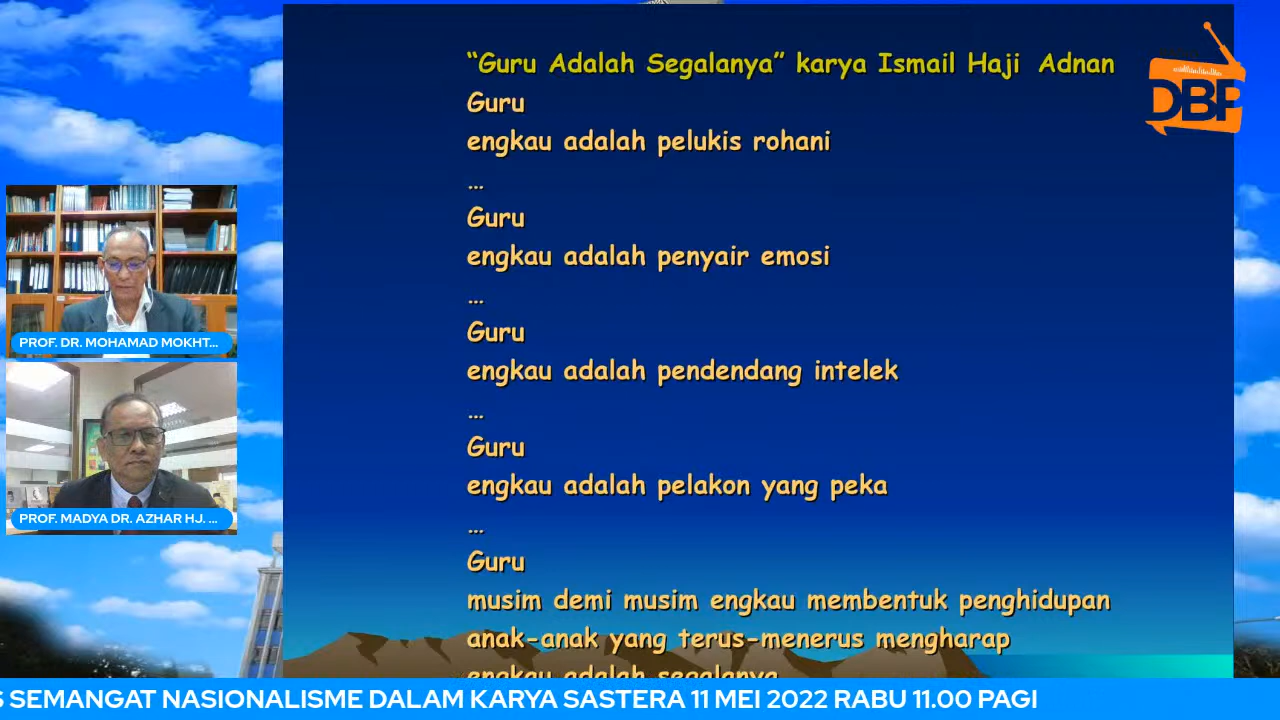 “Guru Adalah Segalanya” karya Ismail Haji Adnan
Guru
engkau adalah pelukis rohani
...
Guru
engkau adalah penyair emosi
...
Guru
engkau adalah pendendang intelek
...
Guru
engkau adalah pelakon yang peka
...
Guru
musim demi musim engkau membentuk penghidupan
anak-anak yang terus-menerus mengharap
engkau adalah segalanya
DBP
PROF. DR. MOHAMAD MOKHT...
PROF. MADYA DR. AZHAR HJ. ...
S SEMANGAT NASIONALISME DALAM KARYA SASTERA 11 MEI 2022 RABU 11.00 PAGI